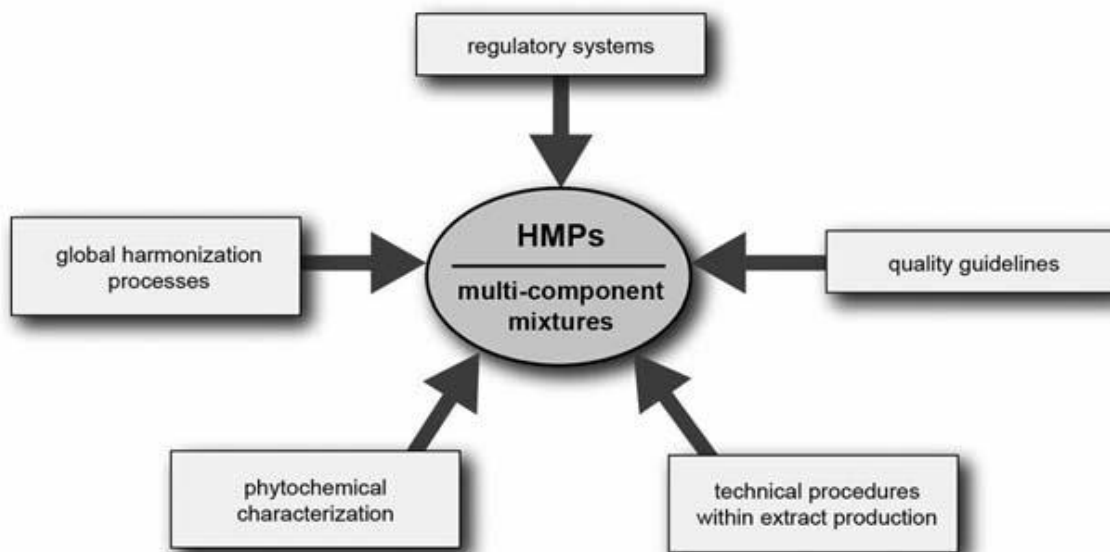 regulatory systems
global harmonization
processes
HMPs
multi-component
mixtures
quality guidelines
phytochemical
characterization
technical procedures
within extract production